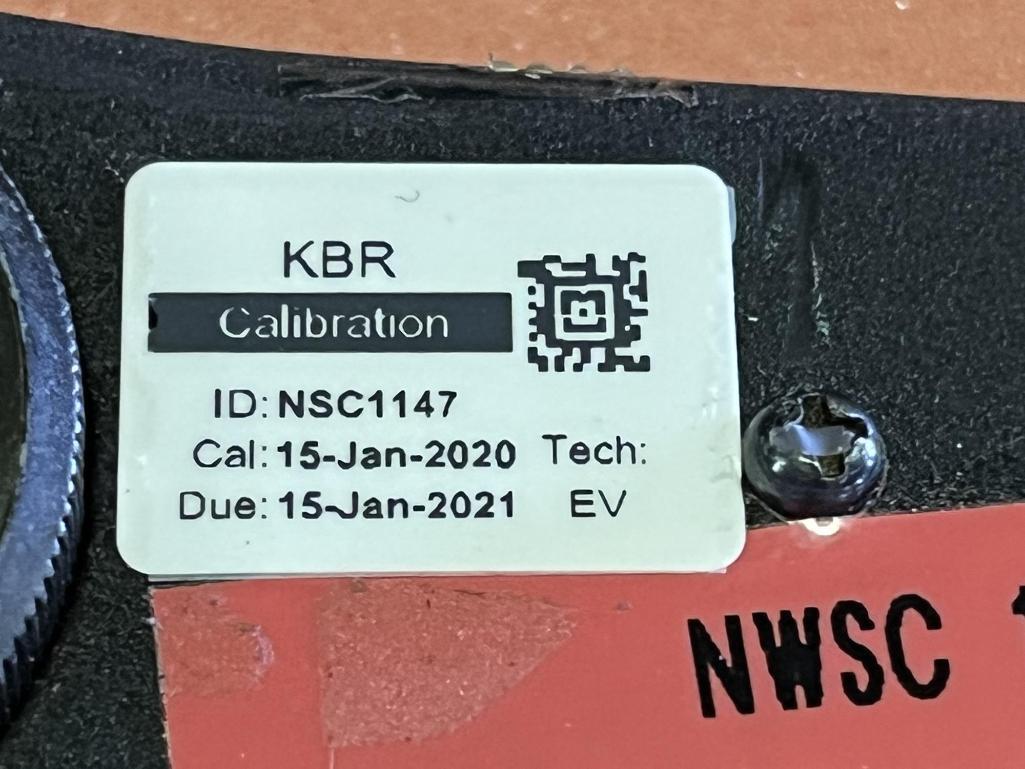 KBR
Calibration
ID: NSC1147
Cal: 15-Jan-2020 Tech:
Due: 15-Jan-2021 EV
NWSC